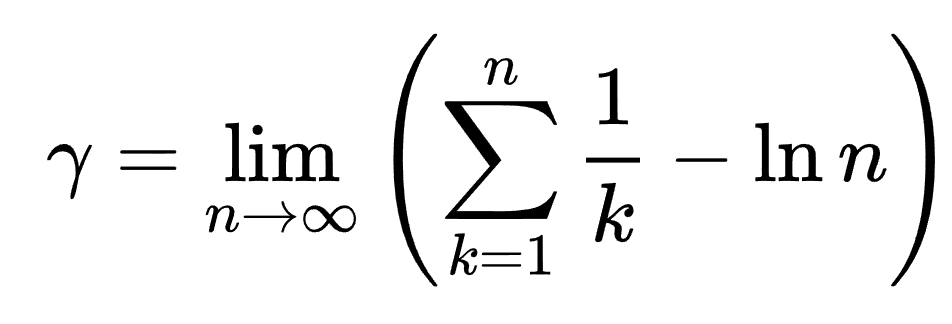 γ = lim_{n→∞} ( ∑_{k=1}^{n} 1/k − ln n )